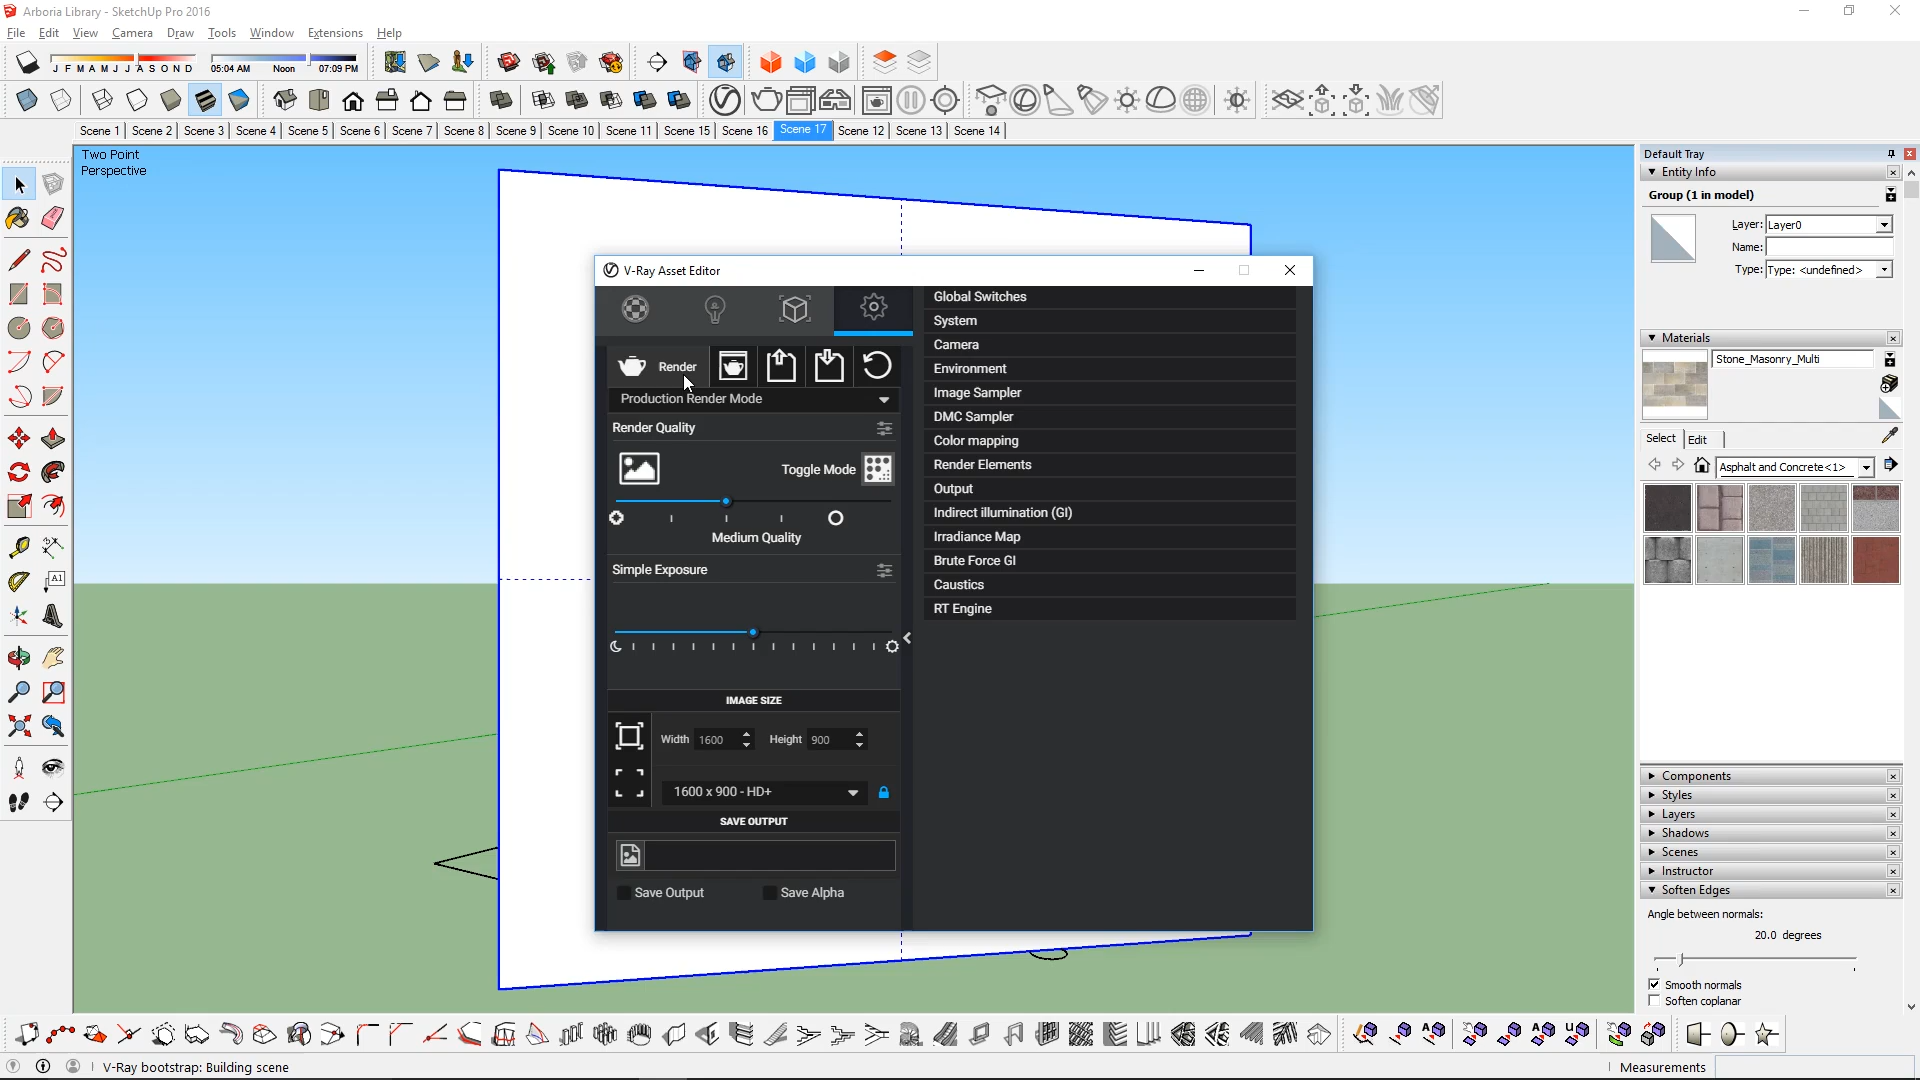 Arboria Library - SketchUp Pro 2016
File Edit View Camera Draw Tools Window Extensions Help
J F M A M J J A S O N D 05:04 AM Noon 07:09 PM
Scene 1 Scene 2 Scene 3 Scene 4 Scene 5 Scene 6 Scene 7 Scene 8 Scene 9 Scene 10 Scene 11 Scene 15 Scene 16 Scene 17 Scene 12 Scene 13 Scene 14
Two Point
Perspective
A1
V-Ray Asset Editor
Render
Production Render Mode
Render Quality
Toggle Mode
Medium Quality
Simple Exposure
IMAGE SIZE
Width 1600 Height 900
1600 x 900 - HD+
SAVE OUTPUT
Save Output Save Alpha
Global Switches
System
Camera
Environment
Image Sampler
DMC Sampler
Color mapping
Render Elements
Output
Indirect illumination (GI)
Irradiance Map
Brute Force GI
Caustics
RT Engine
Default Tray
Entity Info
Group (1 in model)
Layer: Layer0
Name:
Type: Type: <undefined>
Materials
Stone_Masonry_Multi
Select Edit
Asphalt and Concrete<1>
Components
Styles
Layers
Shadows
Scenes
Instructor
Soften Edges
Angle between normals:
20.0 degrees
Smooth normals
Soften coplanar
V-Ray bootstrap: Building scene
Measurements